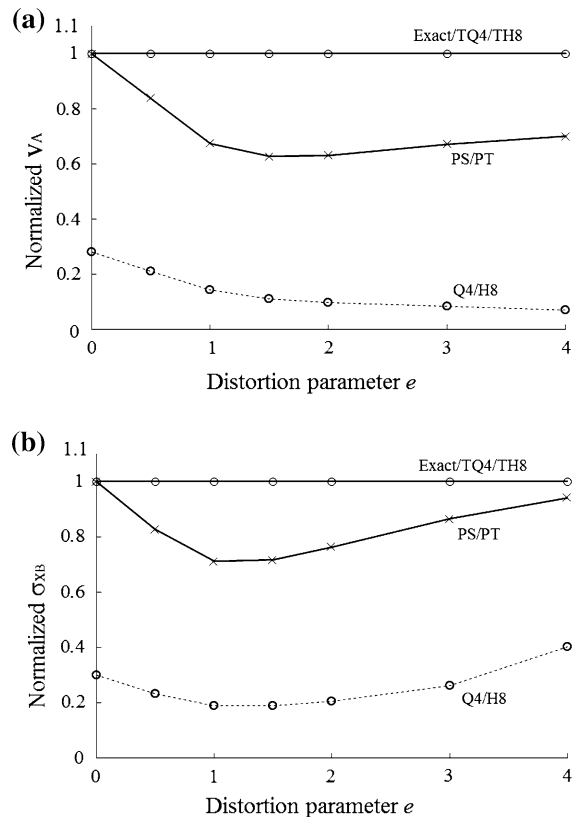 (a)
1.1
1
0.8
0.6
0.4
0.2
0
Normalized vA
Exact/TQ4/TH8
PS/PT
Q4/H8
0 1 2 3 4
Distortion parameter e
(b)
1.1
1
0.8
0.6
0.4
0.2
0
Normalized σXB
Exact/TQ4/TH8
PS/PT
Q4/H8
0 1 2 3 4
Distortion parameter e